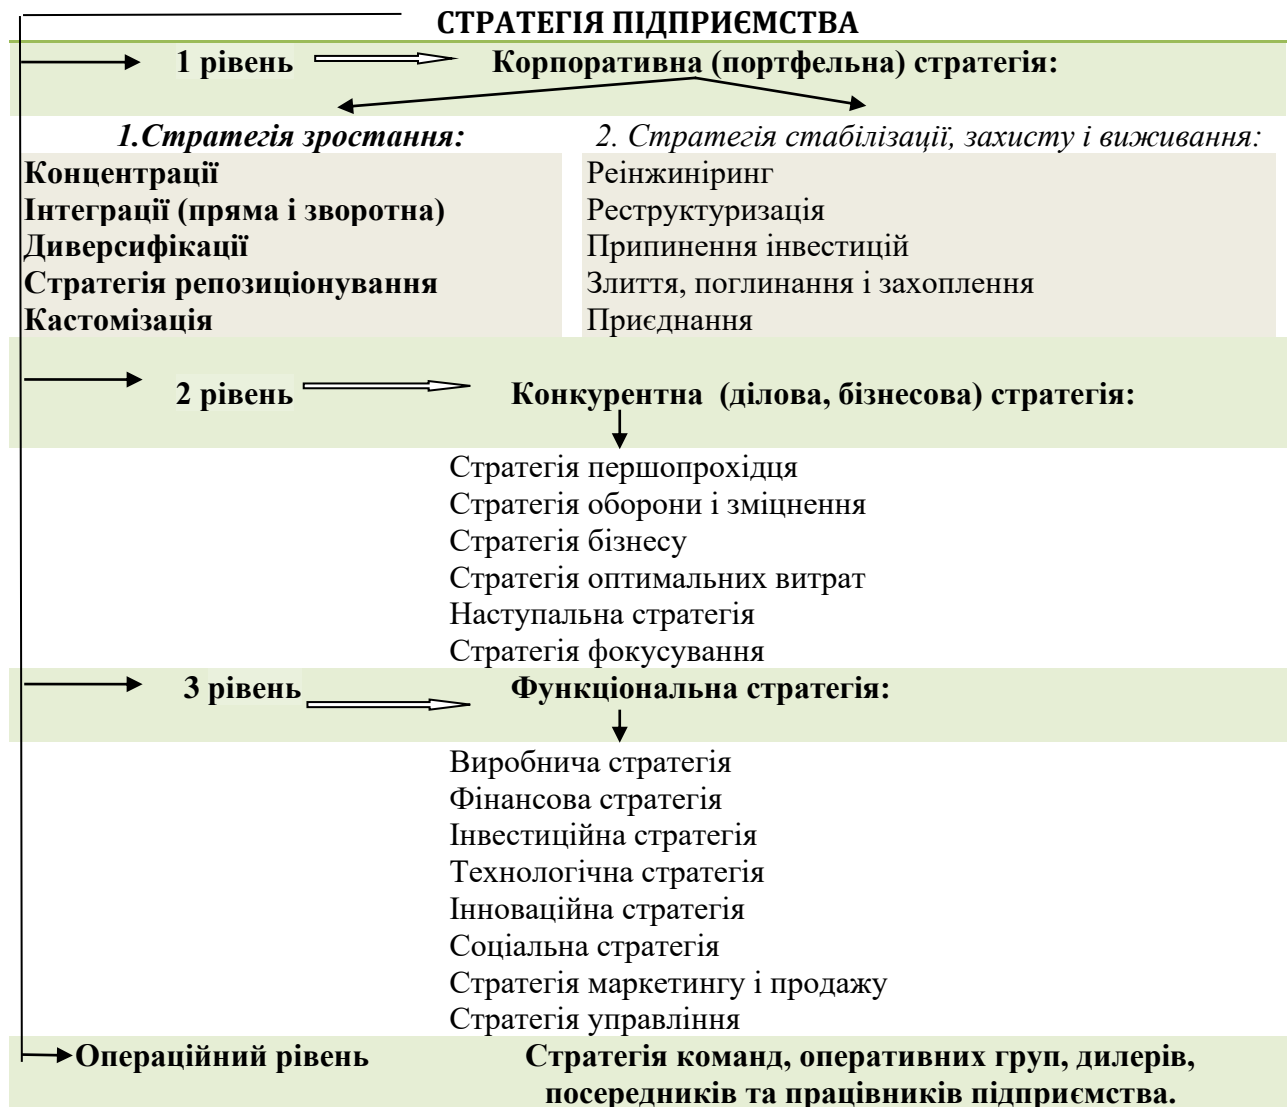 СТРАТЕГІЯ ПІДПРИЄМСТВА
1 рівень Корпоративна (портфельна) стратегія:
1.Стратегія зростання: 2. Стратегія стабілізації, захисту і виживання:
Концентрації Реінжиніринг
Інтеграції (пряма і зворотна) Реструктуризація
Диверсифікації Припинення інвестицій
Стратегія репозиціонування Злиття, поглинання і захоплення
Кастомізація Приєднання
2 рівень Конкурентна (ділова, бізнесова) стратегія:
Стратегія першопрохідця
Стратегія оборони і зміцнення
Стратегія бізнесу
Стратегія оптимальних витрат
Наступальна стратегія
Стратегія фокусування
3 рівень Функціональна стратегія:
Виробнича стратегія
Фінансова стратегія
Інвестиційна стратегія
Технологічна стратегія
Інноваційна стратегія
Соціальна стратегія
Стратегія маркетингу і продажу
Стратегія управління
Операційний рівень Стратегія команд, оперативних груп, дилерів,
посередників та працівників підприємства.